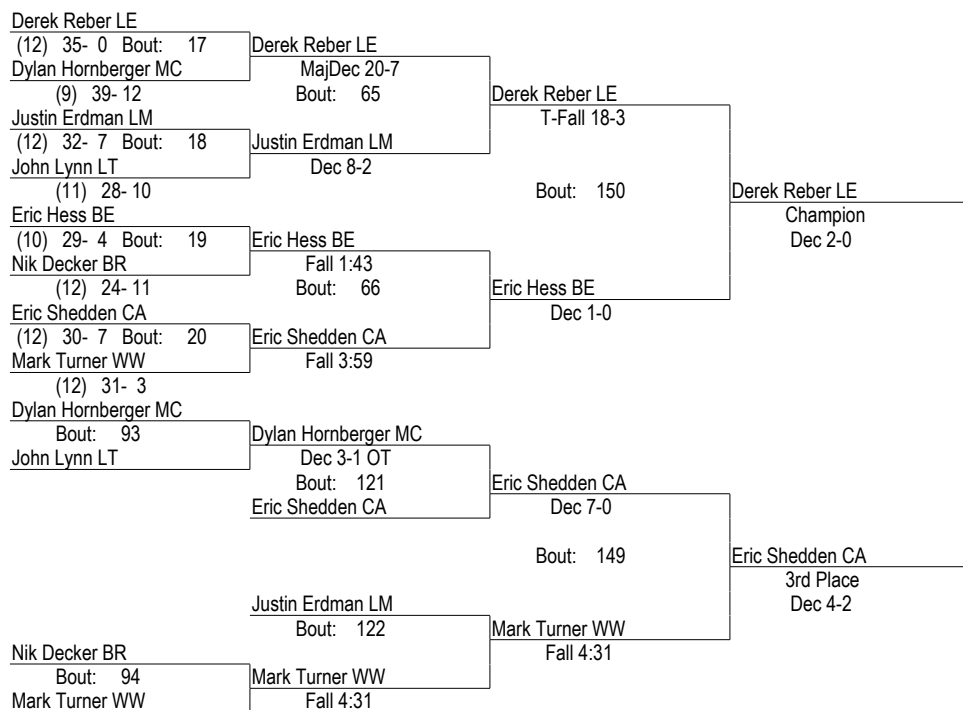 Derek Reber LE
(12) 35- 0 Bout: 17 Derek Reber LE
Dylan Hornberger MC MajDec 20-7
(9) 39- 12 Bout: 65 Derek Reber LE
Justin Erdman LM T-Fall 18-3
(12) 32- 7 Bout: 18 Justin Erdman LM
John Lynn LT Dec 8-2
(11) 28- 10 Bout: 150 Derek Reber LE
Eric Hess BE Champion
(10) 29- 4 Bout: 19 Eric Hess BE Dec 2-0
Nik Decker BR Fall 1:43
(12) 24- 11 Bout: 66 Eric Hess BE
Eric Shedden CA Dec 1-0
(12) 30- 7 Bout: 20 Eric Shedden CA
Mark Turner WW Fall 3:59
(12) 31- 3
Dylan Hornberger MC
Bout: 93 Dylan Hornberger MC
John Lynn LT Dec 3-1 OT
Bout: 121 Eric Shedden CA
Eric Shedden CA Dec 7-0
Bout: 149 Eric Shedden CA
3rd Place
Justin Erdman LM Dec 4-2
Bout: 122 Mark Turner WW
Nik Decker BR Fall 4:31
Bout: 94 Mark Turner WW
Mark Turner WW Fall 4:31